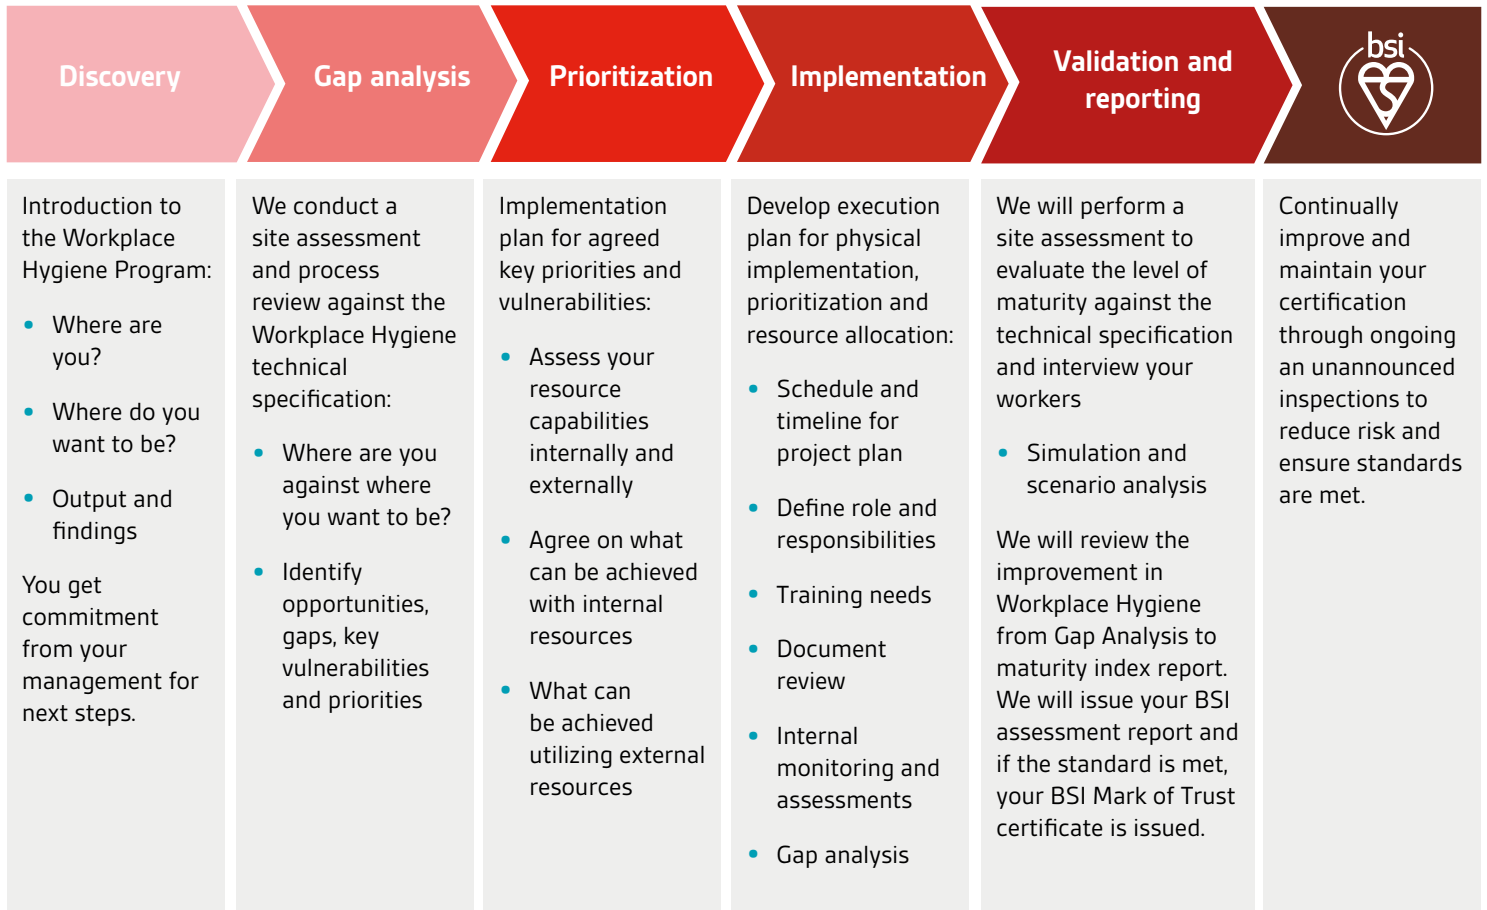 Discovery
Gap analysis
Prioritization
Implementation
Validation and
reporting
bsi
Introduction to
the Workplace
Hygiene Program:
• Where are
you?
• Where do you
want to be?
• Output and
findings
You get
commitment
from your
management for
next steps.
We conduct a
site assessment
and process
review against the
Workplace Hygiene
technical
specification:
• Where are you
against where
you want to be?
• Identify
opportunities,
gaps, key
vulnerabilities
and priorities
Implementation
plan for agreed
key priorities and
vulnerabilities:
• Assess your
resource
capabilities
internally and
externally
• Agree on what
can be achieved
with internal
resources
• What can
be achieved
utilizing external
resources
Develop execution
plan for physical
implementation,
prioritization and
resource allocation:
• Schedule and
timeline for
project plan
• Define role and
responsibilities
• Training needs
• Document
review
• Internal
monitoring and
assessments
• Gap analysis
We will perform a
site assessment to
evaluate the level of
maturity against the
technical specification
and interview your
workers
• Simulation and
scenario analysis
We will review the
improvement in
Workplace Hygiene
from Gap Analysis to
maturity index report.
We will issue your BSI
assessment report and
if the standard is met,
your BSI Mark of Trust
certificate is issued.
Continually
improve and
maintain your
certification
through ongoing
an unannounced
inspections to
reduce risk and
ensure standards
are met.